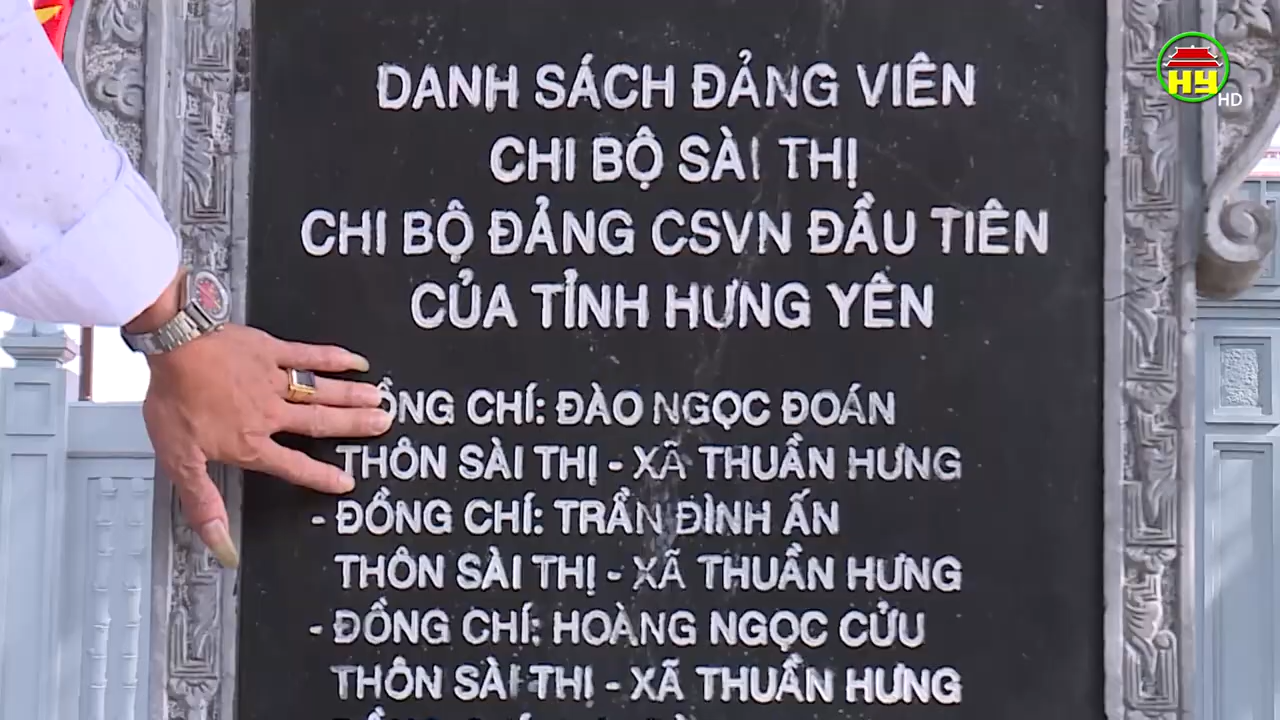 HY
HD
DANH SÁCH ĐẢNG VIÊN
CHI BỘ SÀI THỊ
CHI BỘ ĐẢNG CSVN ĐẦU TIÊN
CỦA TỈNH HƯNG YÊN
ĐỒNG CHÍ: ĐÀO NGỌC ĐOÁN
THÔN SÀI THỊ - XÃ THUẦN HƯNG
- ĐỒNG CHÍ: TRẦN ĐÌNH ẤN
THÔN SÀI THỊ - XÃ THUẦN HƯNG
- ĐỒNG CHÍ: HOÀNG NGỌC CỬU
THÔN SÀI THỊ - XÃ THUẦN HƯNG